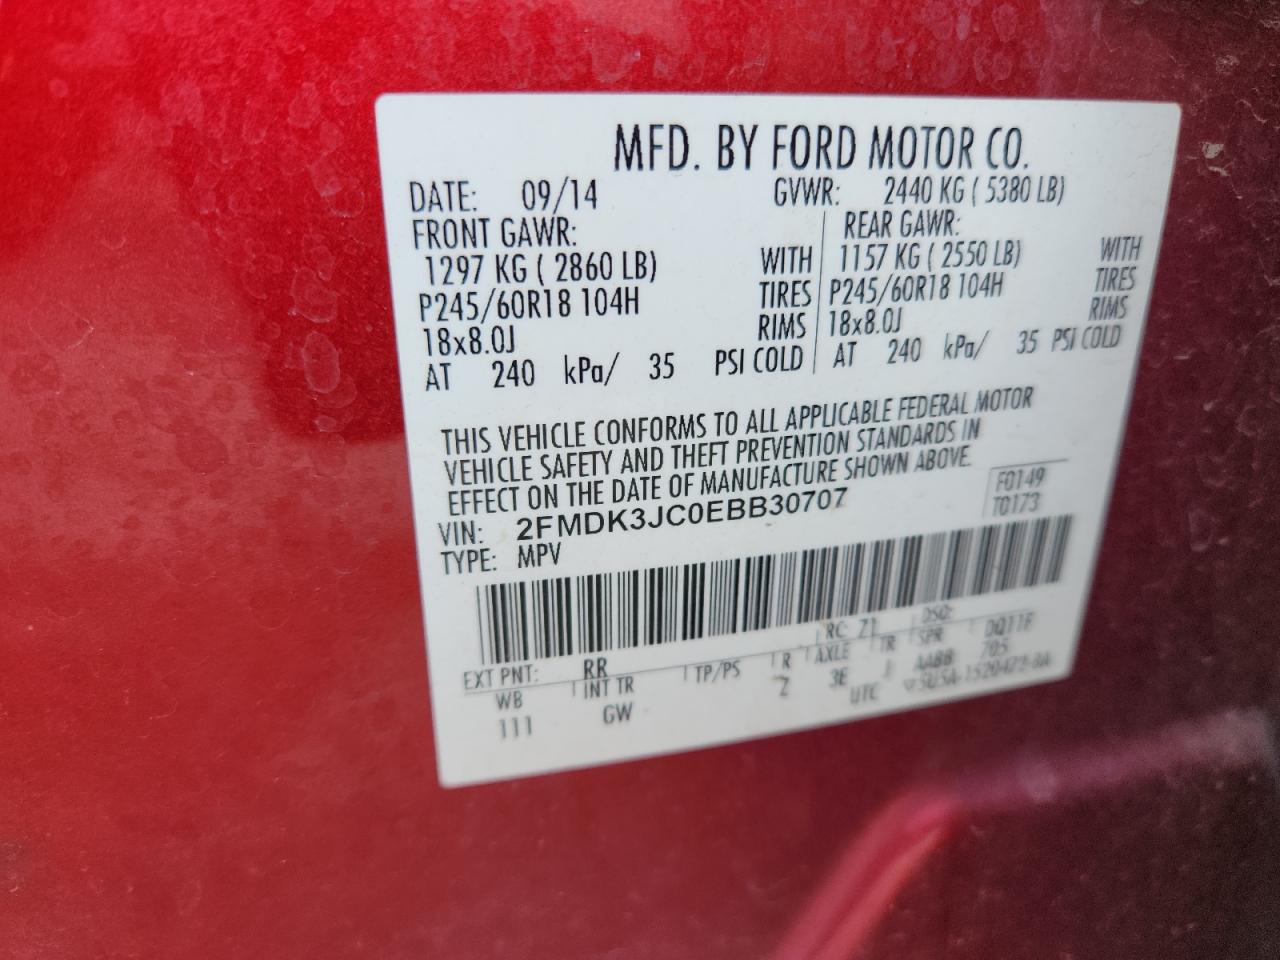 MFD. BY FORD MOTOR CO.
DATE: 09/14 GVWR: 2440 KG ( 5380 LB)
FRONT GAWR: REAR GAWR:
1297 KG ( 2860 LB) WITH 1157 KG ( 2550 LB) WITH
P245/60R18 104H TIRES P245/60R18 104H TIRES
18x8.0J RIMS 18x8.0J RIMS
AT 240 kPa/ 35 PSI COLD AT 240 kPa/ 35 PSI COLD
THIS VEHICLE CONFORMS TO ALL APPLICABLE FEDERAL MOTOR
VEHICLE SAFETY AND THEFT PREVENTION STANDARDS IN
EFFECT ON THE DATE OF MANUFACTURE SHOWN ABOVE.
F0149
VIN: 2FMDK3JC0EBB30707
T0173
TYPE: MPV
EXT PNT: RR RC: 71 DSO:
WB INT TR TP/PS R AXLE TR SPR
111 GW 2 3E J AABB 705
UTC